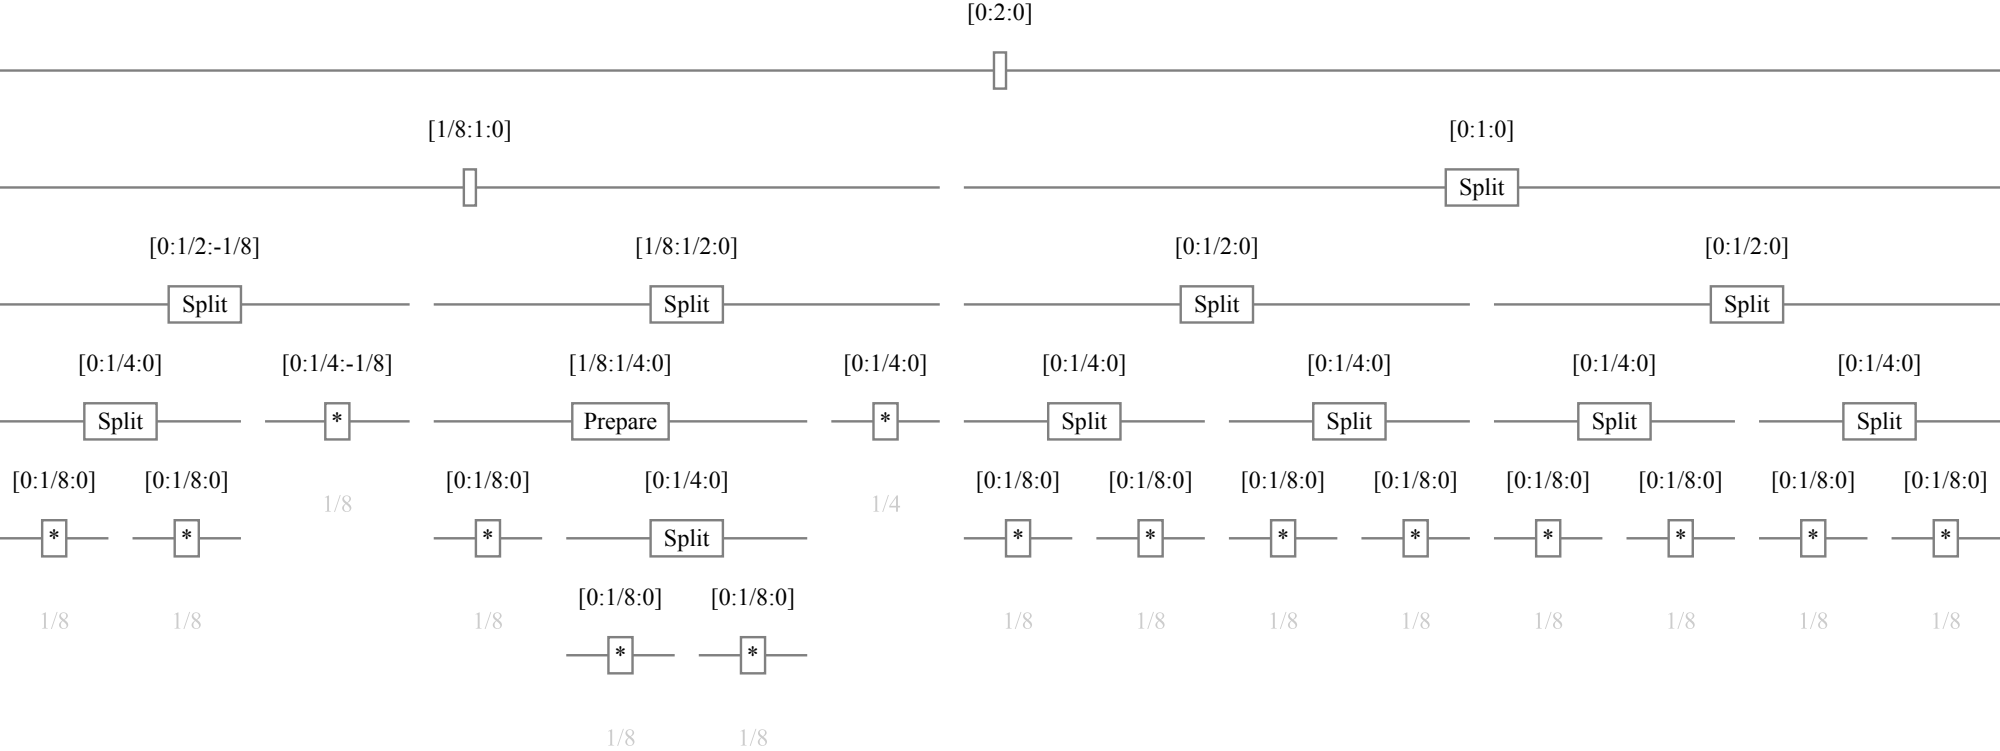 [0:2:0]
[1/8:1:0] [0:1:0]
Split
[0:1/2:-1/8] [1/8:1/2:0] [0:1/2:0] [0:1/2:0]
Split Split Split Split
[0:1/4:0] [0:1/4:-1/8] [1/8:1/4:0] [0:1/4:0] [0:1/4:0] [0:1/4:0] [0:1/4:0] [0:1/4:0]
Split * Prepare * Split Split Split Split
[0:1/8:0] [0:1/8:0] [0:1/8:0] [0:1/4:0] [0:1/8:0] [0:1/8:0] [0:1/8:0] [0:1/8:0] [0:1/8:0] [0:1/8:0] [0:1/8:0] [0:1/8:0]
1/8 1/4
* * * Split * * * * * * * *
[0:1/8:0] [0:1/8:0]
1/8 1/8 1/8 1/8 1/8 1/8 1/8 1/8 1/8 1/8 1/8
* *
1/8 1/8